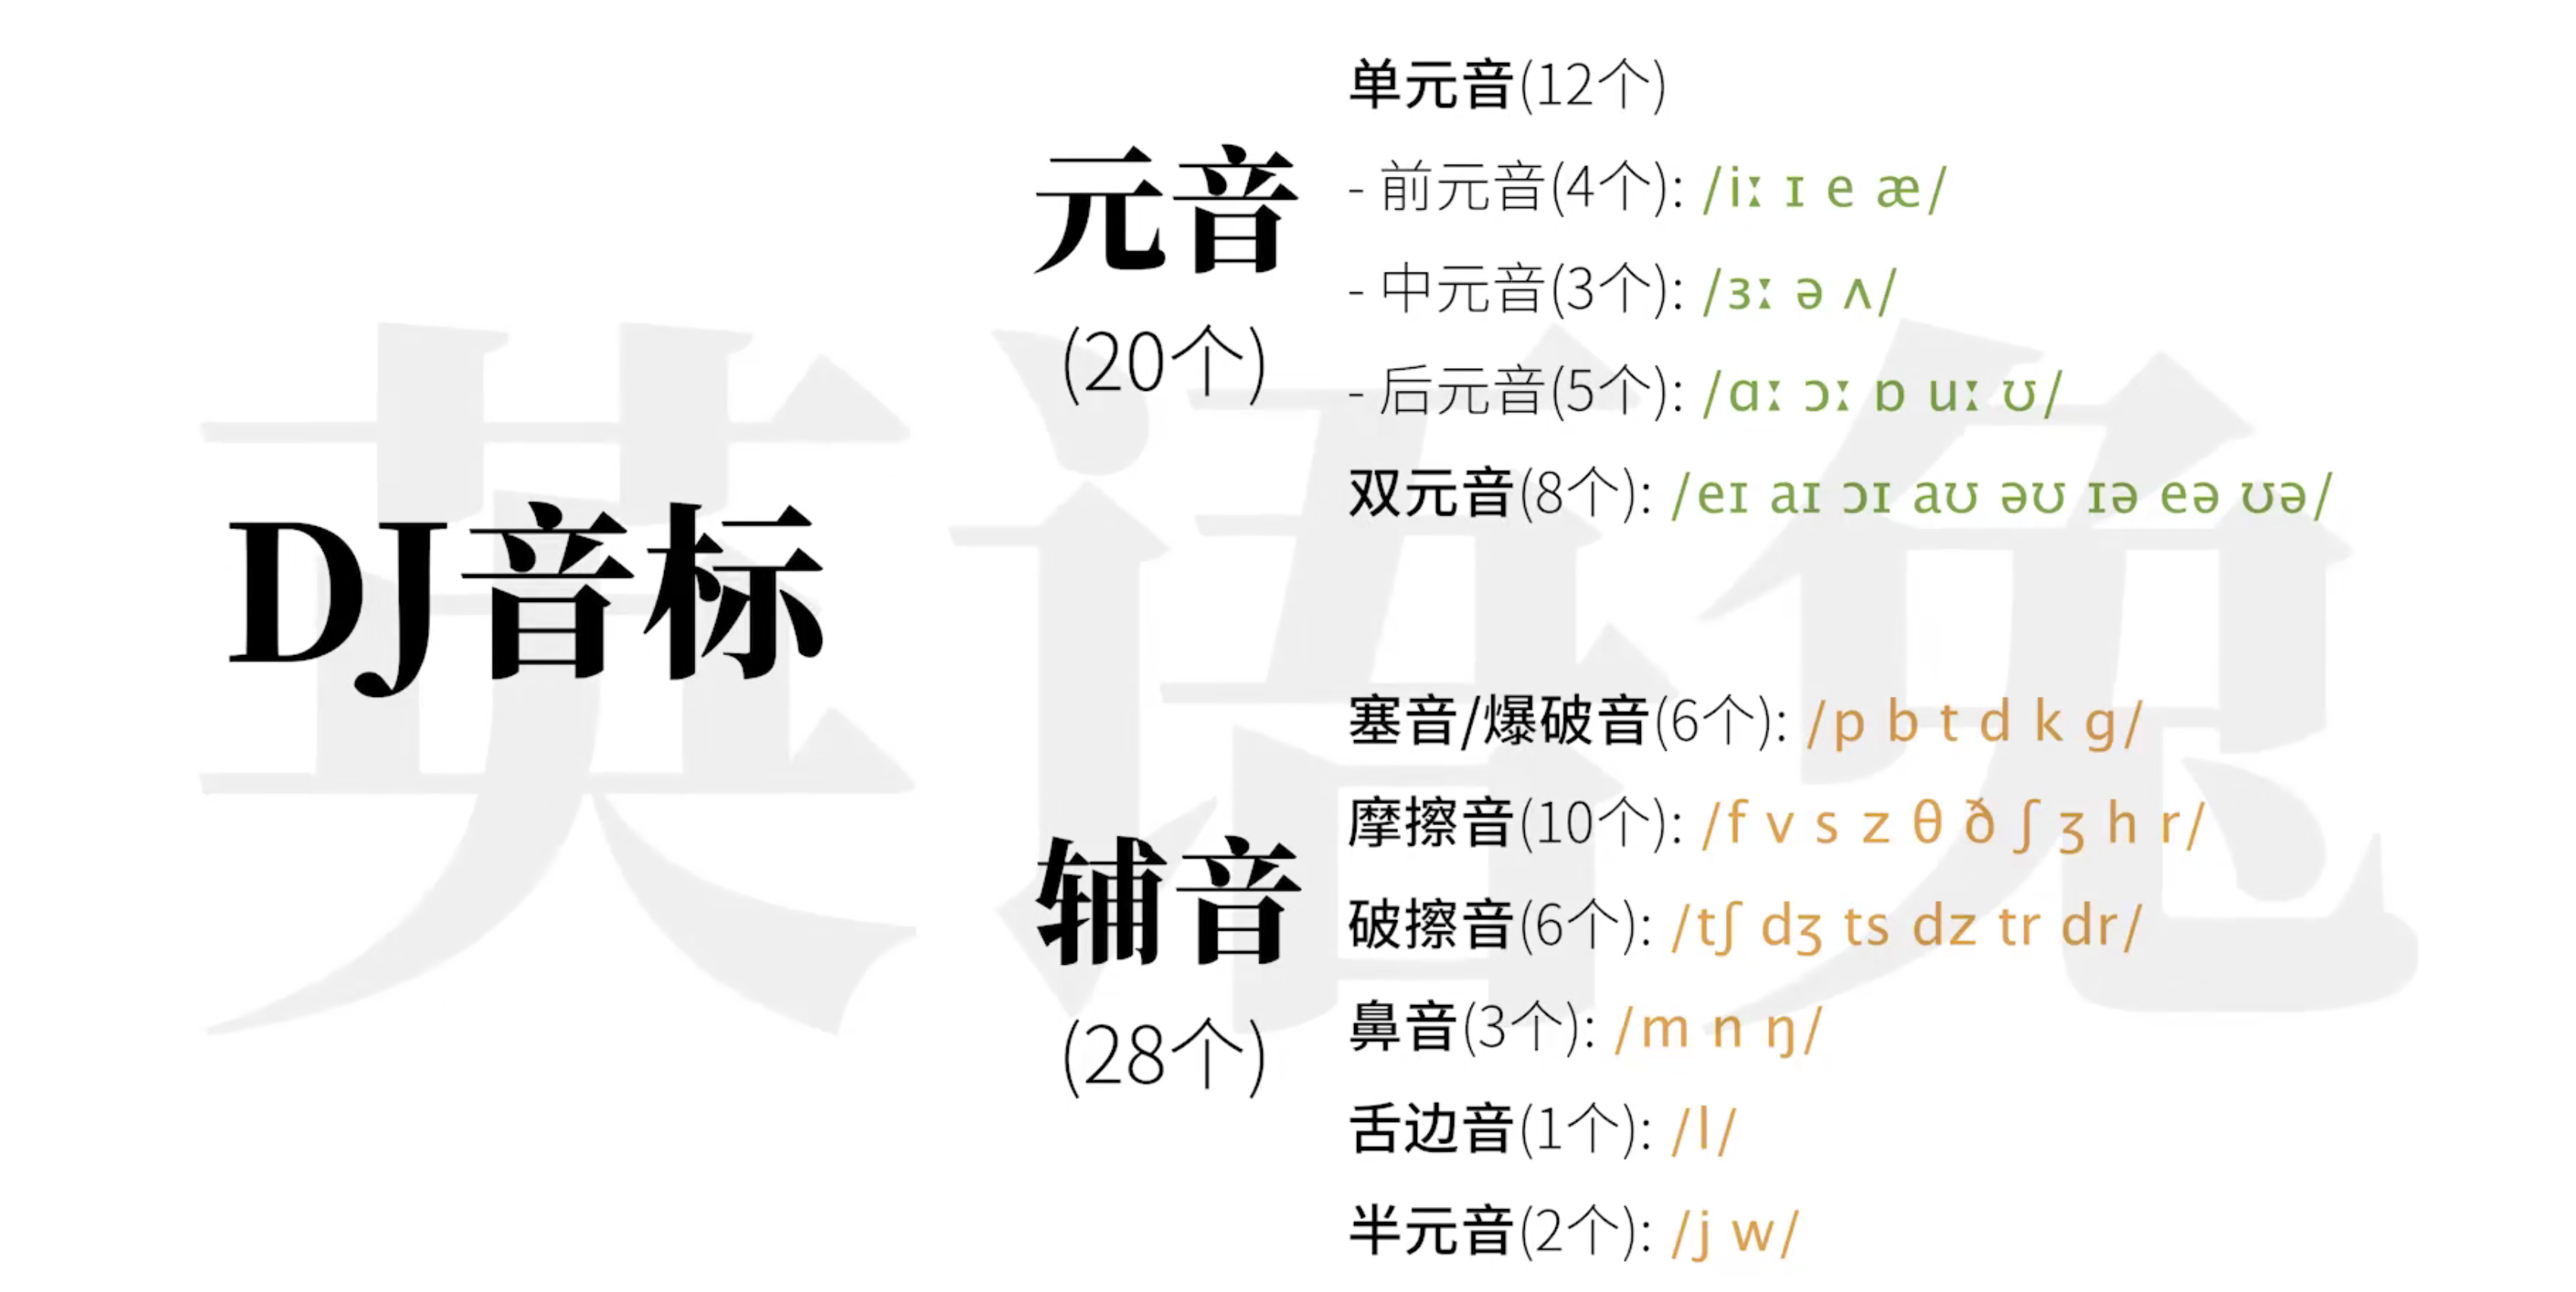 英语兔
DJ音标
元音
(20个)
单元音(12个)
- 前元音(4个): /iː ɪ e æ/
- 中元音(3个): /ɜː ə ʌ/
- 后元音(5个): /ɑː ɔː ɒ uː ʊ/
双元音(8个): /eɪ aɪ ɔɪ aʊ əʊ ɪə eə ʊə/
辅音
(28个)
塞音/爆破音(6个): /p b t d k g/
摩擦音(10个): /f v s z θ ð ʃ ʒ h r/
破擦音(6个): /tʃ dʒ ts dz tr dr/
鼻音(3个): /m n ŋ/
舌边音(1个): /l/
半元音(2个): /j w/